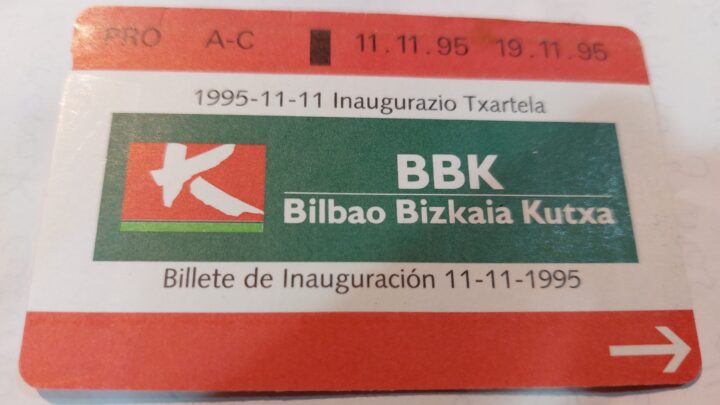 PRO A-C 11.11.95 19.11.95
1995-11-11 Inaugurazio Txartela
BBK
Bilbao Bizkaia Kutxa
Billete de Inauguración 11-11-1995